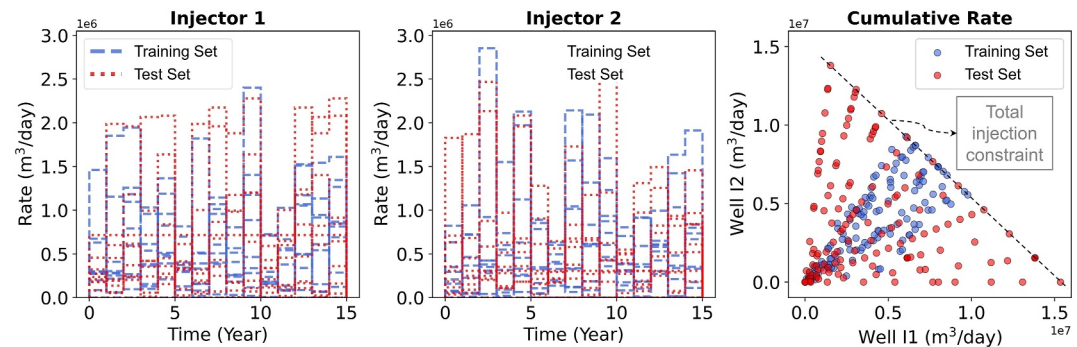 Injector 1
1e6
3.0
2.5
2.0
1.5
1.0
0.5
0.0
Rate (m³/day)
Training Set
Test Set
0
5
10
15
Time (Year)
Injector 2
1e6
3.0
2.5
2.0
1.5
1.0
0.5
0.0
Rate (m³/day)
Training Set
Test Set
0
5
10
15
Time (Year)
Cumulative Rate
1e7
1.5
1.0
0.5
0.0
Well I2 (m³/day)
Training Set
Test Set
Total
injection
constraint
0.0
0.5
1.0
1.5
1e7
Well I1 (m³/day)